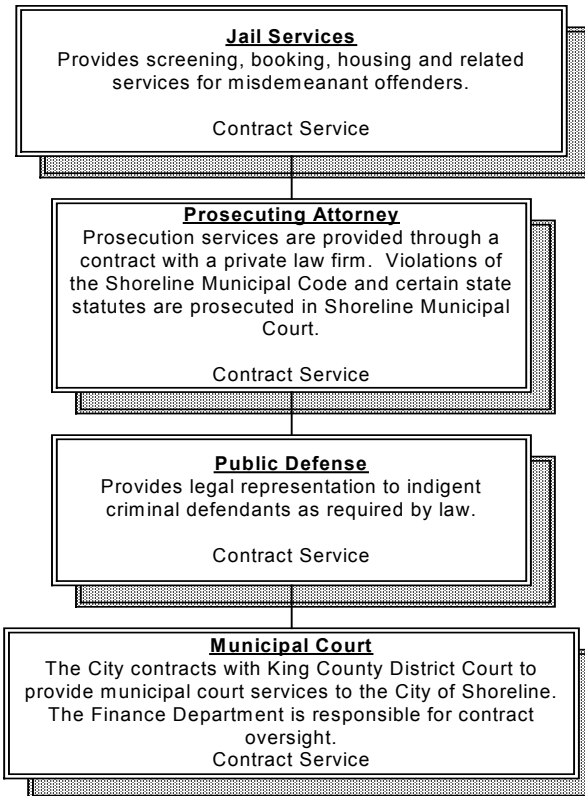 Jail Services
Provides screening, booking, housing and related
services for misdemeanant offenders.
Contract Service
Prosecuting Attorney
Prosecution services are provided through a
contract with a private law firm. Violations of
the Shoreline Municipal Code and certain state
statutes are prosecuted in Shoreline Municipal
Court.
Contract Service
Public Defense
Provides legal representation to indigent
criminal defendants as required by law.
Contract Service
Municipal Court
The City contracts with King County District Court to
provide municipal court services to the City of Shoreline.
The Finance Department is responsible for contract
oversight.
Contract Service